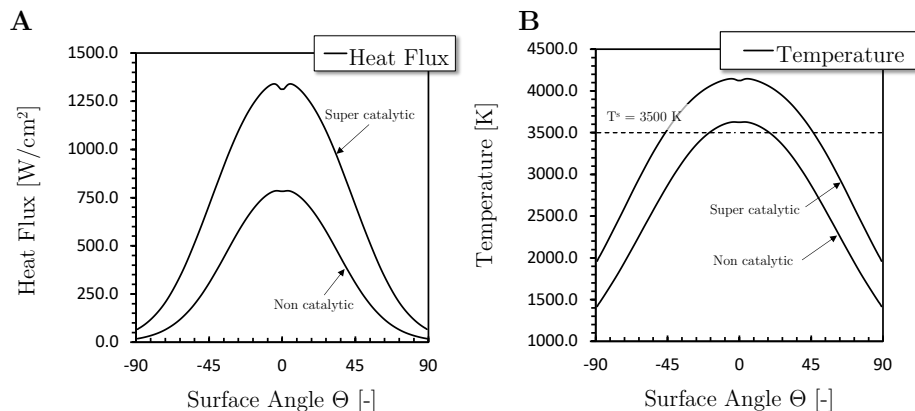 A
Heat Flux
1500.0
1250.0
1000.0
750.0
500.0
250.0
0.0
-90
-45
0
45
90
Heat Flux [W/cm²]
Surface Angle Θ [-]
Super catalytic
Non catalytic
B
Temperature
4500.0
4000.0
3500.0
3000.0
2500.0
2000.0
1500.0
1000.0
-90
-45
0
45
90
Temperature [K]
Surface Angle Θ [-]
Tˢ = 3500 K
Super catalytic
Non catalytic